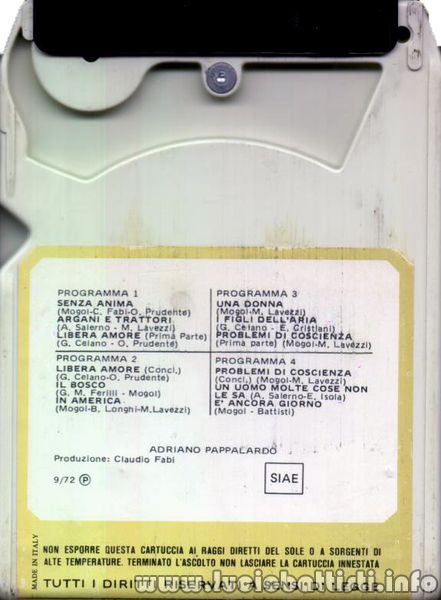 PROGRAMMA 1
SENZA ANIMA
(Mogol-C. Fabi-O. Prudente)
ARGANI E TRATTORI
(A. Salerno - M. Lavezzi)
LIBERA AMORE (Prima Parte)
(G. Celano - O. Prudente)
PROGRAMMA 3
UNA DONNA
(Mogol-M. Lavezzi)
I FIGLI DELL'ARIA
(G. Celano - E. Cristiani)
PROBLEMI DI COSCIENZA
(Prima parte) (Mogol-M. Lavezzi)
PROGRAMMA 2
LIBERA AMORE (Concl.)
(G. Celano-O. Prudente)
IL BOSCO
(G. M. Ferilli - Mogol)
IN AMERICA
(Mogol-B. Longhi-M.Lavezzi)
PROGRAMMA 4
PROBLEMI DI COSCIENZA
(Concl.) (Mogol-M. Lavezzi)
UN UOMO MOLTE COSE NON
LE SA (A. Salerno-E. Isola)
E' ANCORA GIORNO
(Mogol - Battisti)
ADRIANO PAPPALARDO
Produzione: Claudio Fabi
9/72 Ⓟ
SIAE
MADE IN ITALY
NON ESPORRE QUESTA CARTUCCIA AI RAGGI DIRETTI DEL SOLE O A SORGENTI DI
ALTE TEMPERATURE. TERMINATO L'ASCOLTO NON LASCIARE LA CARTUCCIA INNESTATA
TUTTI I DIRITTI RISERVATI A SENSI DI LEGGE
www.luciobattisti.info